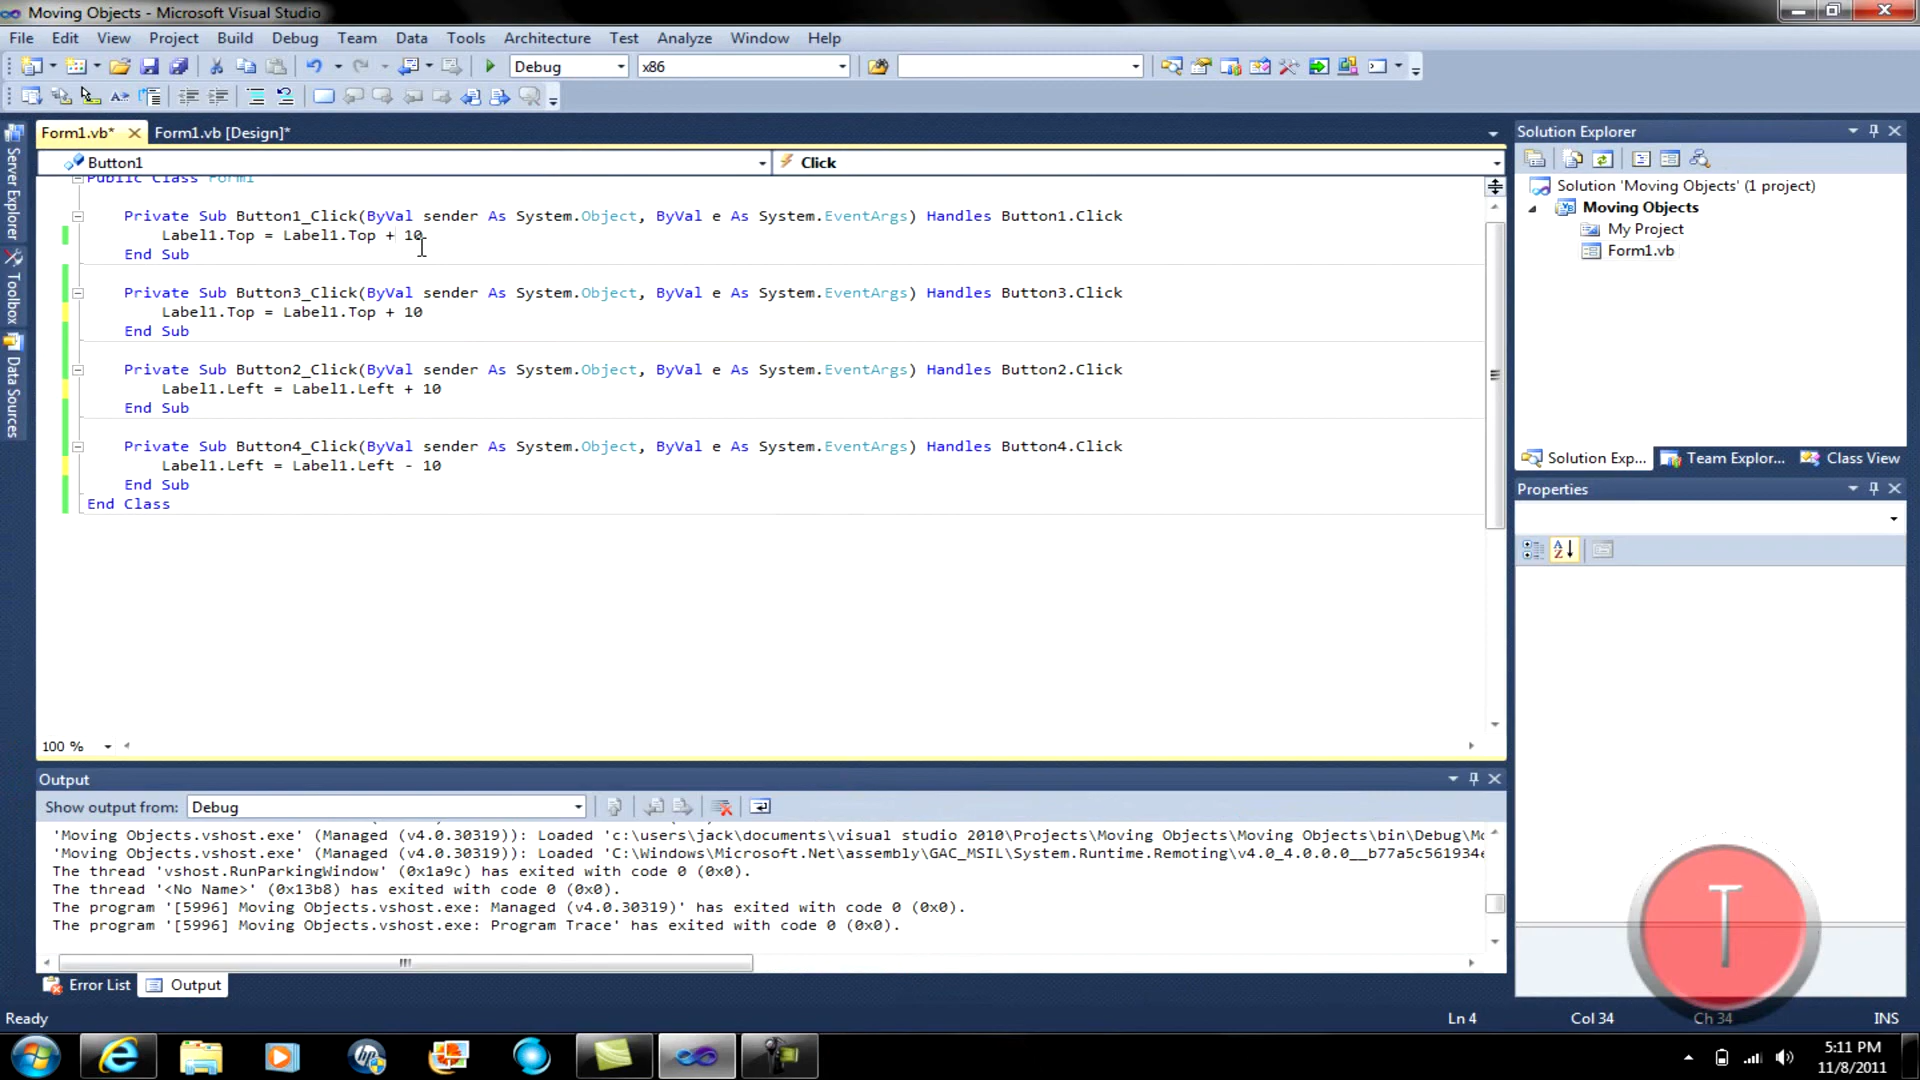 Moving Objects - Microsoft Visual Studio
File Edit View Project Build Debug Team Data Tools Architecture Test Analyze Window Help
Debug x86
Form1.vb* Form1.vb [Design]*
Button1 Click
Public Class Form1
Private Sub Button1_Click(ByVal sender As System.Object, ByVal e As System.EventArgs) Handles Button1.Click
Label1.Top = Label1.Top + 10
End Sub
Private Sub Button3_Click(ByVal sender As System.Object, ByVal e As System.EventArgs) Handles Button3.Click
Label1.Top = Label1.Top + 10
End Sub
Private Sub Button2_Click(ByVal sender As System.Object, ByVal e As System.EventArgs) Handles Button2.Click
Label1.Left = Label1.Left + 10
End Sub
Private Sub Button4_Click(ByVal sender As System.Object, ByVal e As System.EventArgs) Handles Button4.Click
Label1.Left = Label1.Left - 10
End Sub
End Class
100 %
Server Explorer
Toolbox
Data Sources
Solution Explorer
Solution 'Moving Objects' (1 project)
Moving Objects
My Project
Form1.vb
Solution Exp... Team Explor... Class View
Properties
Output
Show output from: Debug
'Moving Objects.vshost.exe' (Managed (v4.0.30319)): Loaded 'c:\users\jack\documents\visual studio 2010\Projects\Moving Objects\Moving Objects\bin\Debug\Mo
'Moving Objects.vshost.exe' (Managed (v4.0.30319)): Loaded 'C:\Windows\Microsoft.Net\assembly\GAC_MSIL\System.Runtime.Remoting\v4.0_4.0.0.0__b77a5c561934e
The thread 'vshost.RunParkingWindow' (0x1a9c) has exited with code 0 (0x0).
The thread '<No Name>' (0x13b8) has exited with code 0 (0x0).
The program '[5996] Moving Objects.vshost.exe: Managed (v4.0.30319)' has exited with code 0 (0x0).
The program '[5996] Moving Objects.vshost.exe: Program Trace' has exited with code 0 (0x0).
Error List Output
T
Ready Ln 4 Col 34 Ch 34 INS
5:11 PM
11/8/2011